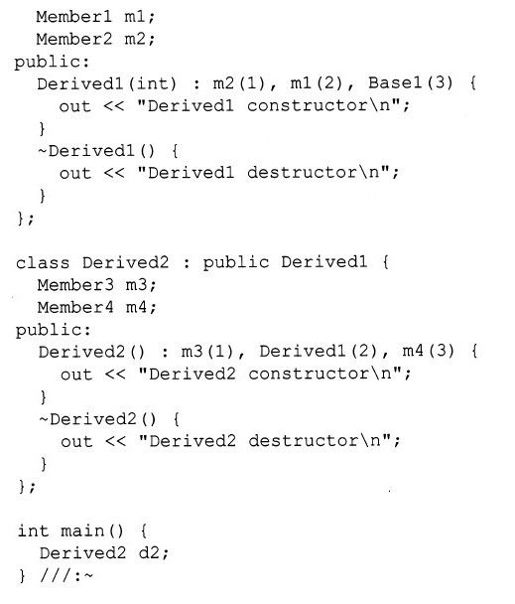 Member1 m1;
Member2 m2;
public:
Derived1(int) : m2(1), m1(2), Base1(3) {
out << "Derived1 constructor\n";
}
~Derived1() {
out << "Derived1 destructor\n";
}
};
class Derived2 : public Derived1 {
Member3 m3;
Member4 m4;
public:
Derived2() : m3(1), Derived1(2), m4(3) {
out << "Derived2 constructor\n";
}
~Derived2() {
out << "Derived2 destructor\n";
}
};
int main() {
Derived2 d2;
} ///:~